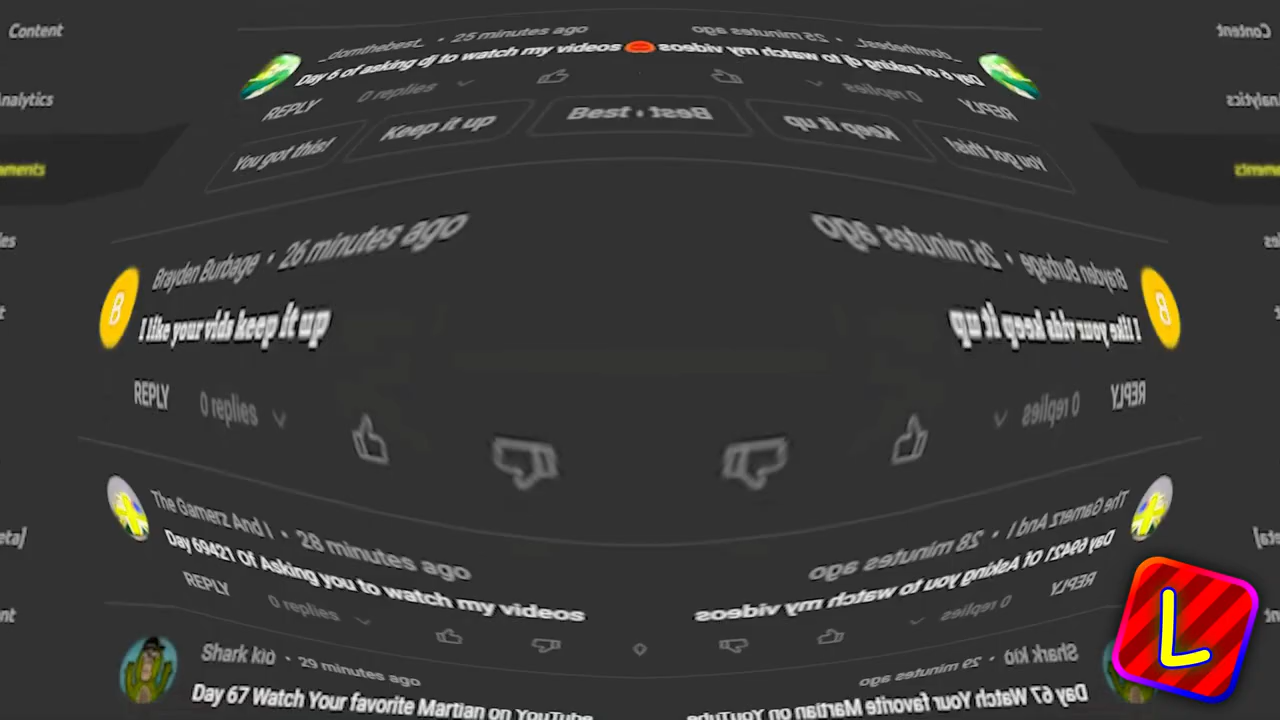 Content
_domthebest_ • 25 minutes ago
Day 6 of asking dj to watch my videos
Analytics
REPLY
0 replies
You got this!
Keep it up
Best
Brayden Burbage • 26 minutes ago
B
I like your vids keep it up
REPLY
0 replies
The Gamerz And I • 28 minutes ago
Day 69421 Of Asking you to watch my videos
REPLY
0 replies
Shark kid • 29 minutes ago
Day 67 Watch Your favorite Martian on YouTube
L